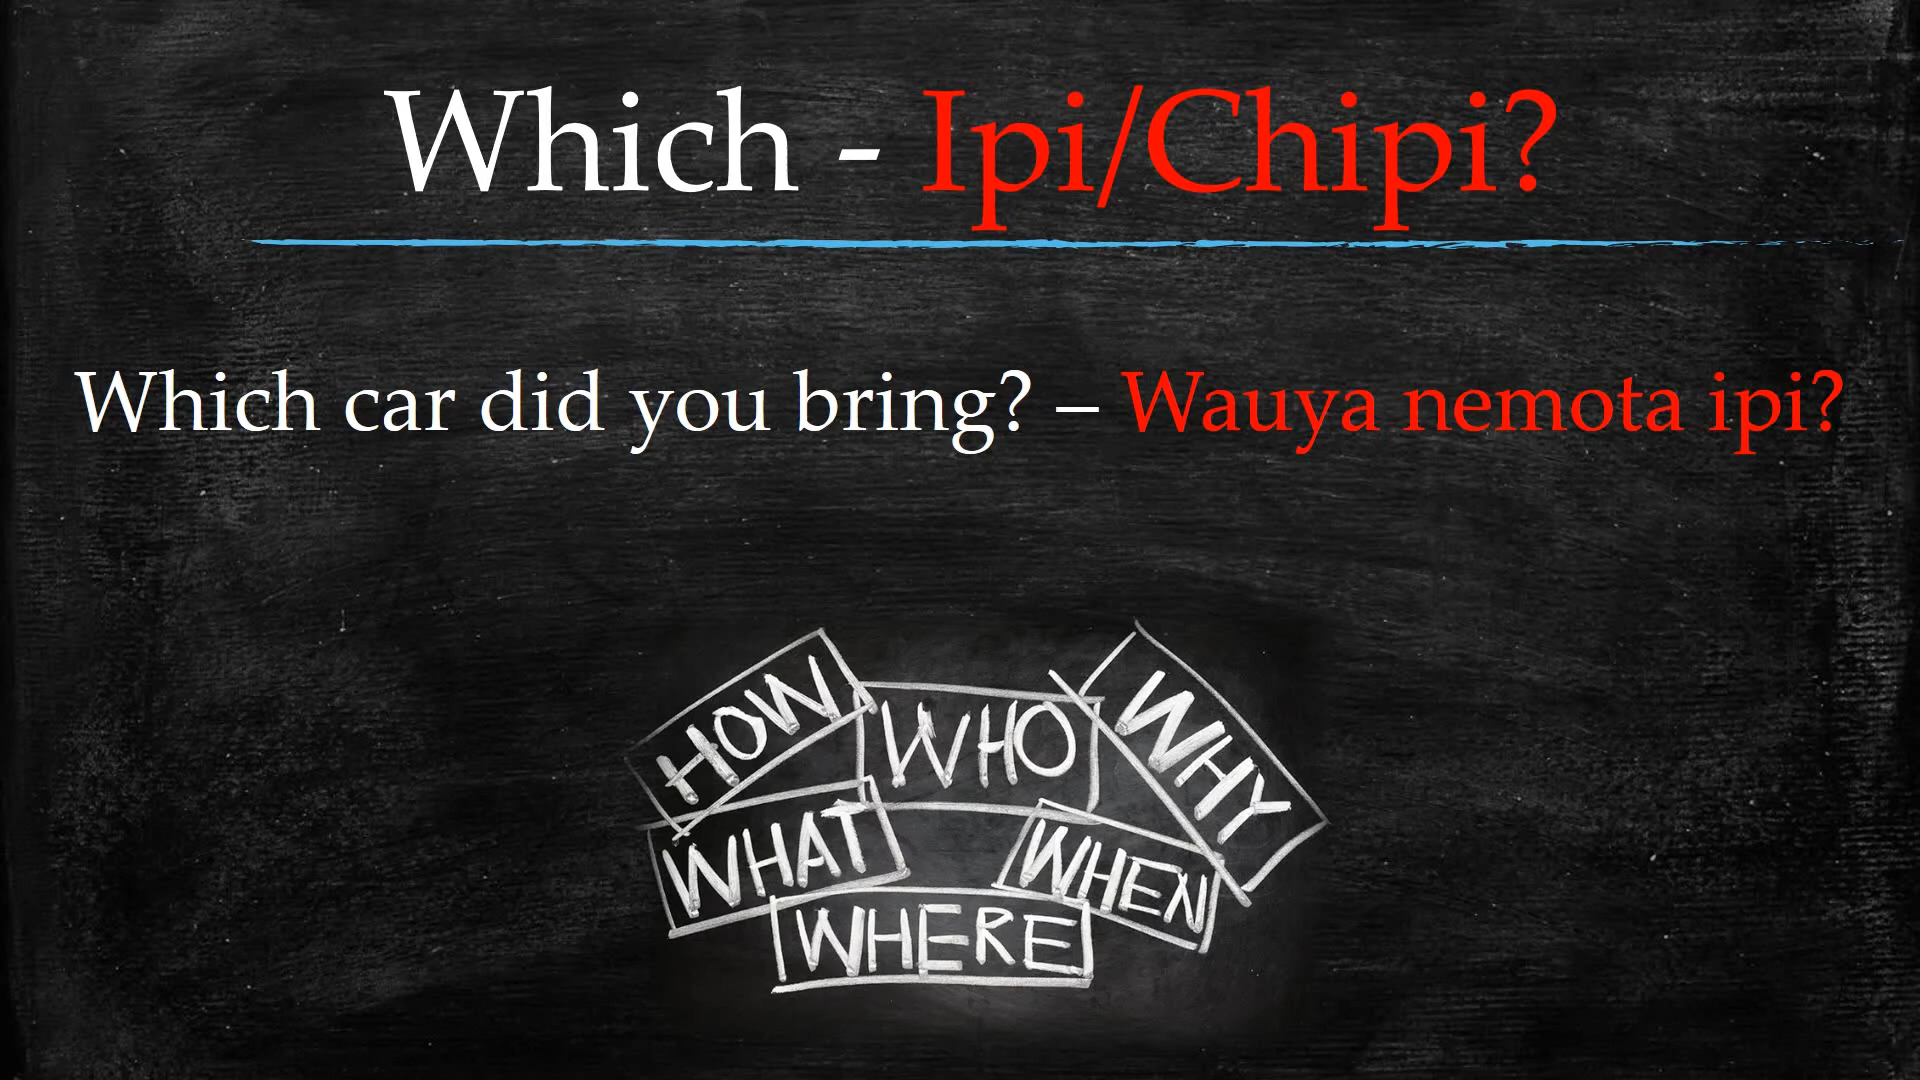 Which - Ipi/Chipi?
Which car did you bring? – Wauya nemota ipi?
HOW
WHO
WHY
WHAT
WHEN
WHERE